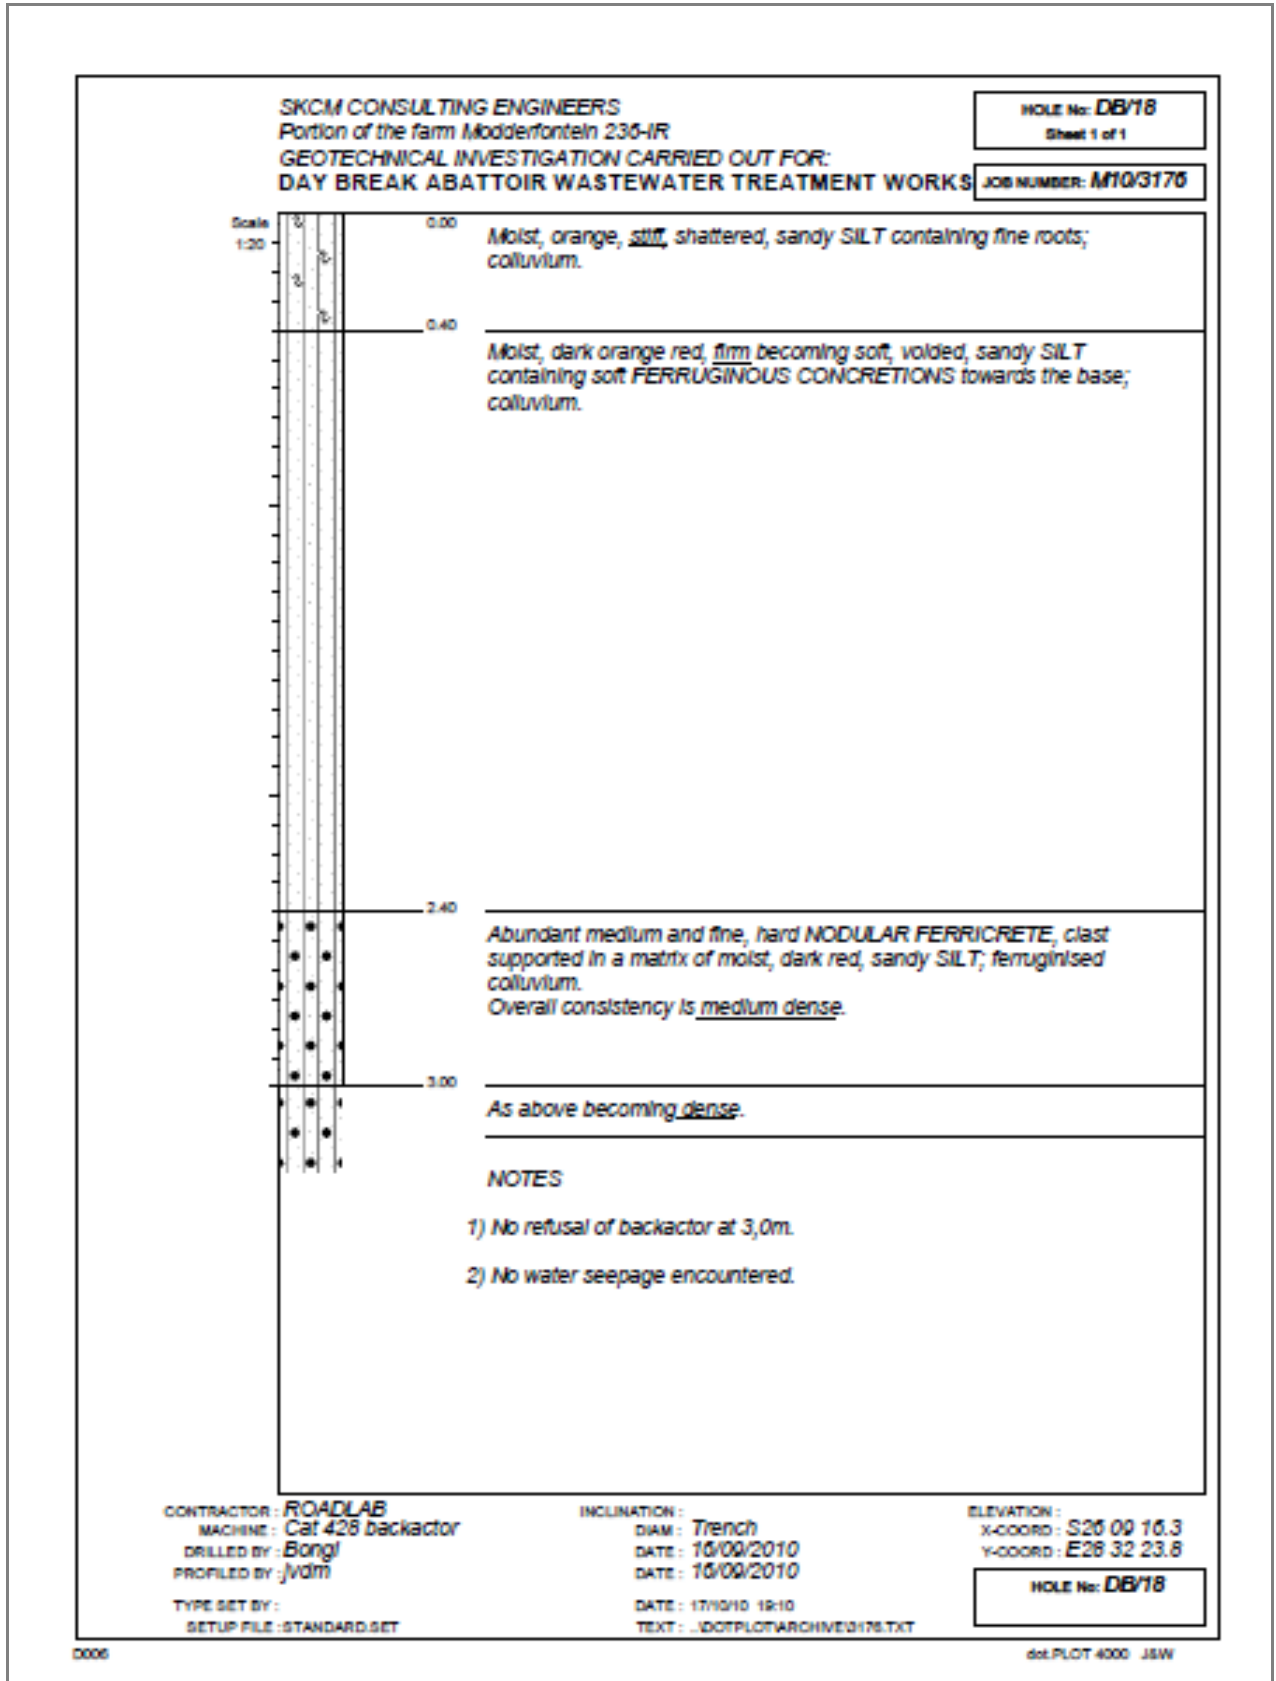 SKCM CONSULTING ENGINEERS
Portion of the farm Modderfontein 236-IR
GEOTECHNICAL INVESTIGATION CARRIED OUT FOR:
DAY BREAK ABATTOIR WASTEWATER TREATMENT WORKS
HOLE No: DB/18
Sheet 1 of 1
JOB NUMBER: M10/3176
Scale
1:20
0.00
Moist, orange, stiff, shattered, sandy SILT containing fine roots;
colluvium.
0.40
Moist, dark orange red, firm becoming soft, voided, sandy SILT
containing soft FERRUGINOUS CONCRETIONS towards the base;
colluvium.
2.40
Abundant medium and fine, hard NODULAR FERRICRETE, clast
supported in a matrix of moist, dark red, sandy SILT; ferruginised
colluvium.
Overall consistency is medium dense.
3.00
As above becoming dense.
NOTES
1) No refusal of backactor at 3,0m.
2) No water seepage encountered.
CONTRACTOR : ROADLAB
MACHINE : Cat 428 backactor
DRILLED BY : Bongi
PROFILED BY : jvdm
TYPE SET BY :
SETUP FILE : STANDARD.SET
INCLINATION :
DIAM : Trench
DATE : 16/09/2010
DATE : 16/09/2010
DATE : 17/10/10 19:10
TEXT : ..\DOTPLOT\ARCHIVE\3176.TXT
ELEVATION :
X-COORD : S26 09 16.3
Y-COORD : E28 32 23.8
HOLE No: DB/18
D006
dot.PLOT 4000 J&W